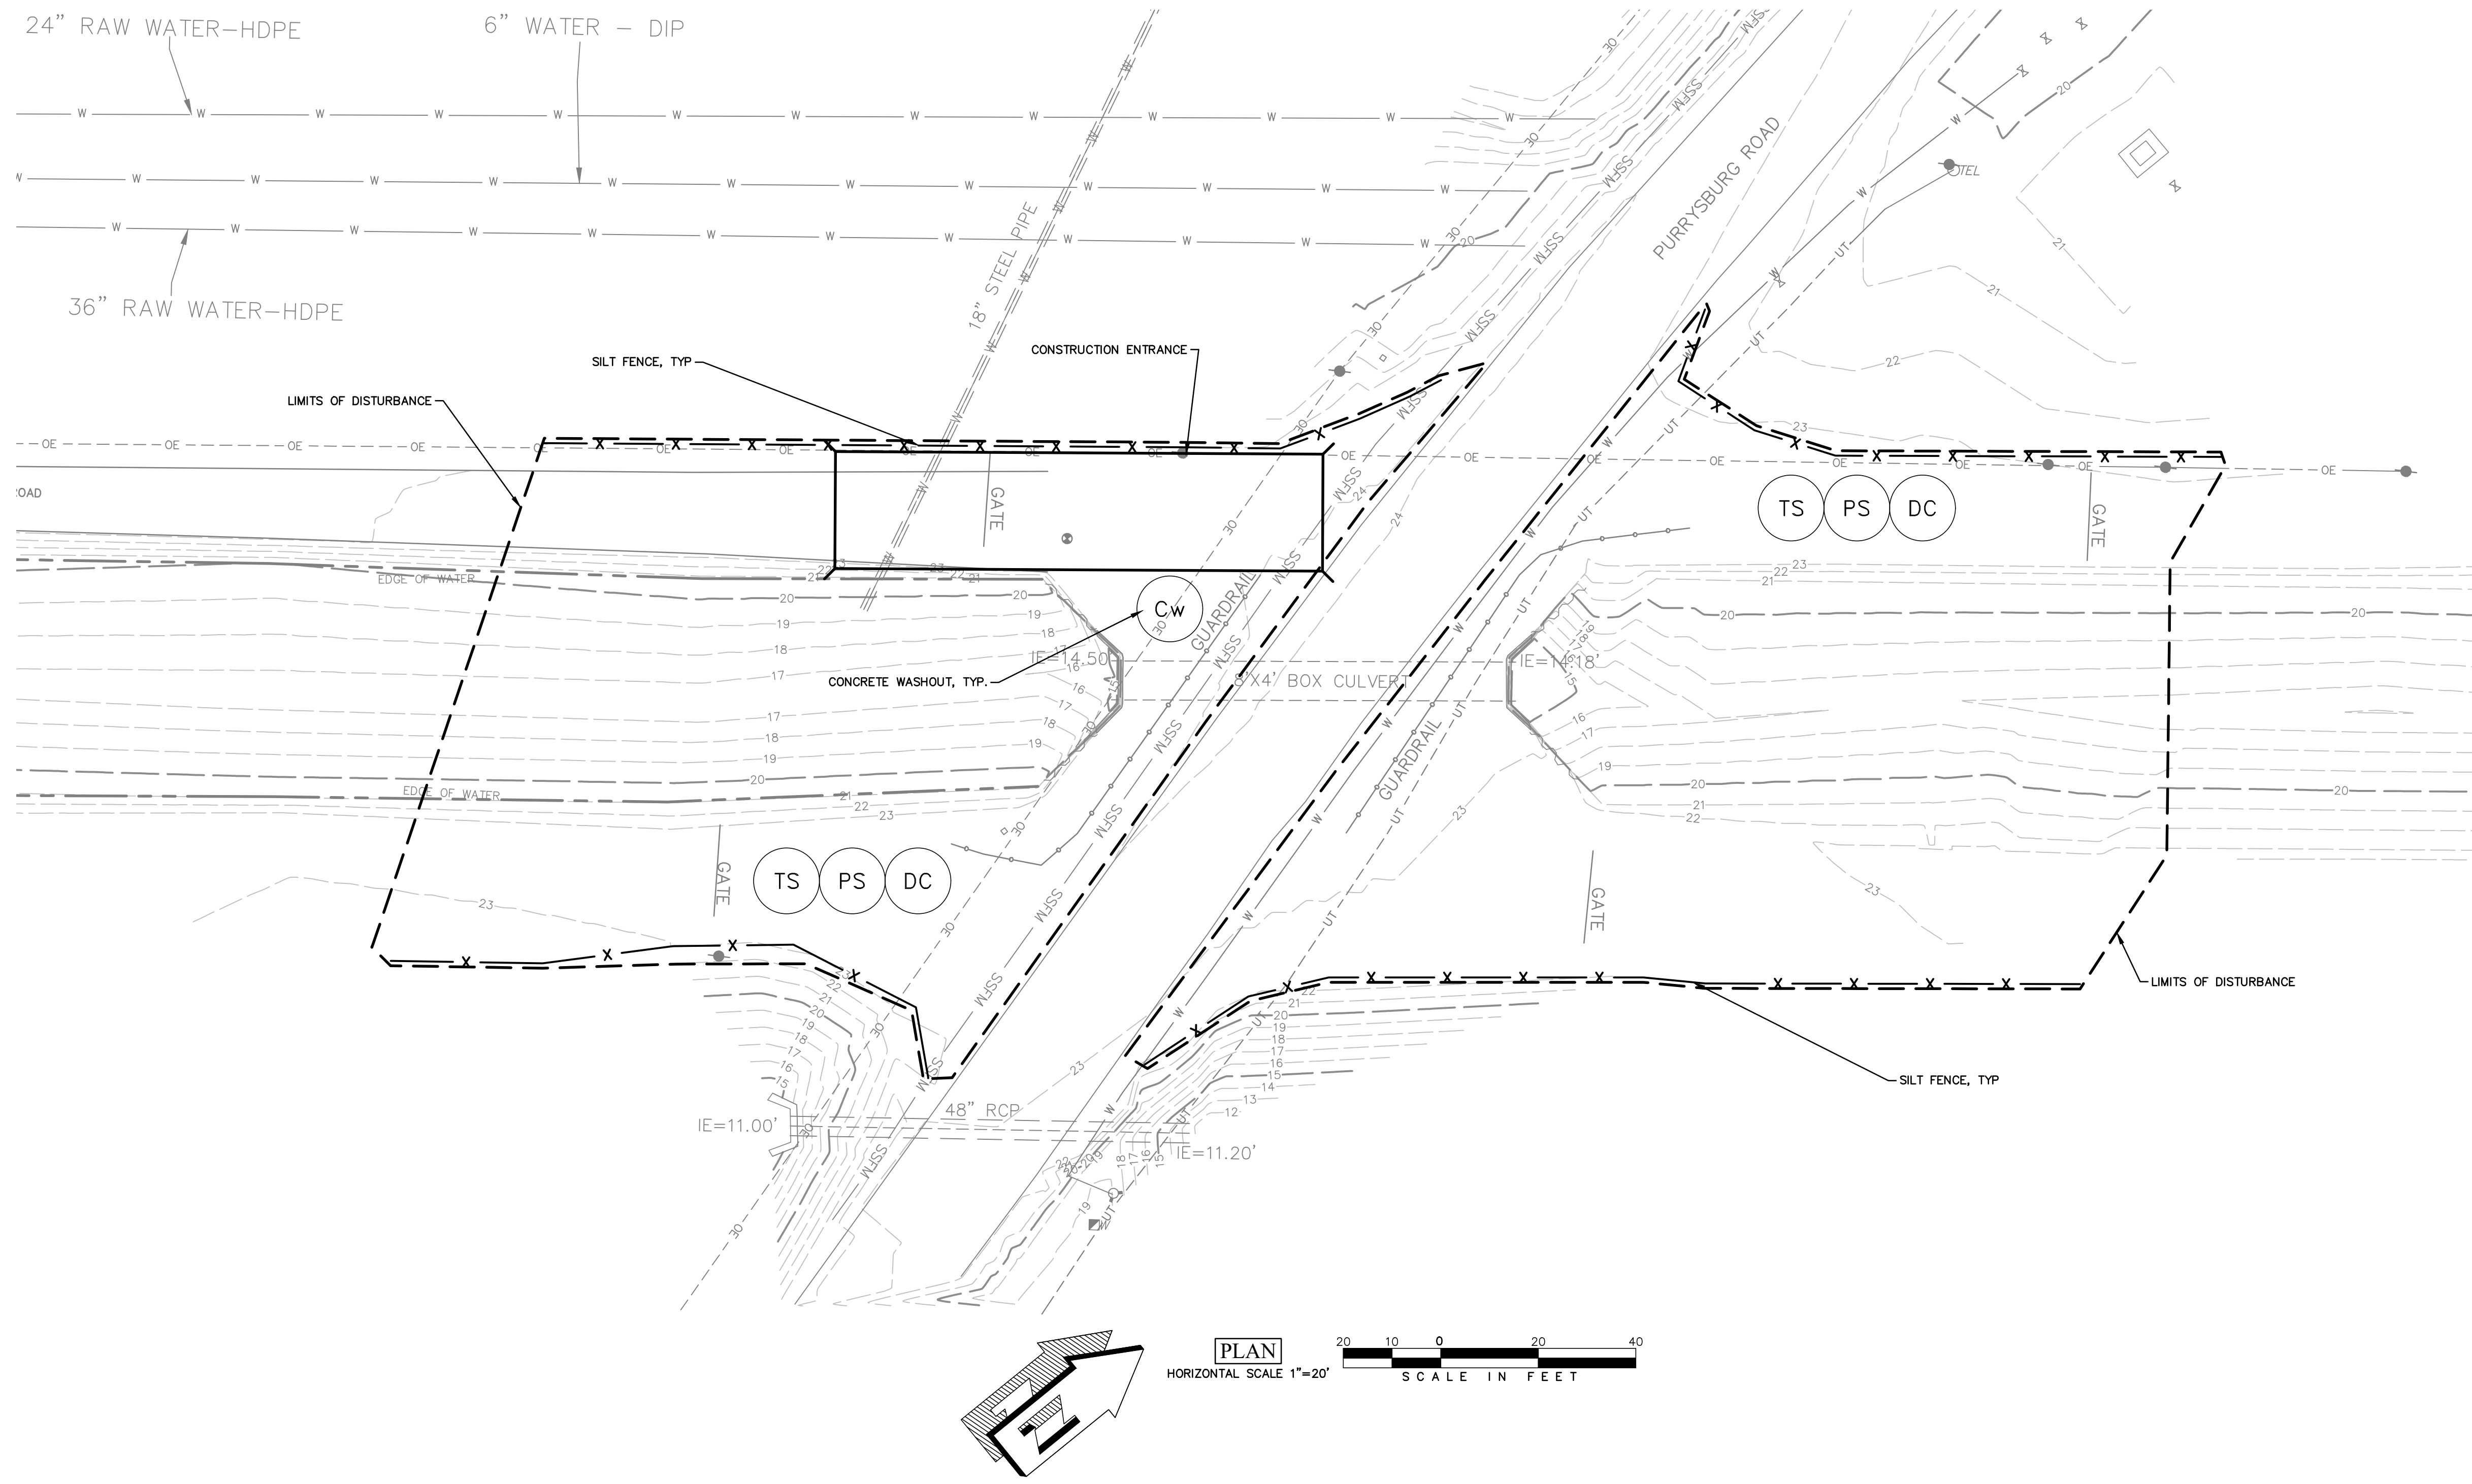 24" RAW WATER-HDPE
6" WATER - DIP
36" RAW WATER-HDPE
18" STEEL PIPE
PURRYSBURG ROAD
TEL
SILT FENCE, TYP
CONSTRUCTION ENTRANCE
LIMITS OF DISTURBANCE
OAD
GATE
TS PS DC
GATE
EDGE OF WATER
Cw
GUARDRAIL
IE=14.50'
IE=14.18'
8'X4' BOX CULVERT
CONCRETE WASHOUT, TYP.
GUARDRAIL
EDGE OF WATER
GATE
TS PS DC
GATE
LIMITS OF DISTURBANCE
SILT FENCE, TYP
48" RCP
IE=11.00'
IE=11.20'
PLAN
HORIZONTAL SCALE 1"=20'
20 10 0 20 40
SCALE IN FEET